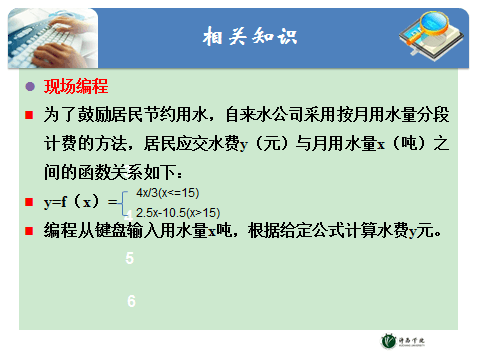 相关知识
现场编程
为了鼓励居民节约用水，自来水公司采用按月用水量分段
计费的方法，居民应交水费y（元）与月用水量x（吨）之
间的函数关系如下：
4x/3(x<=15)
y=f（x）=
2.5x-10.5(x>15)
编程从键盘输入用水量x吨，根据给定公式计算水费y元。
5
6